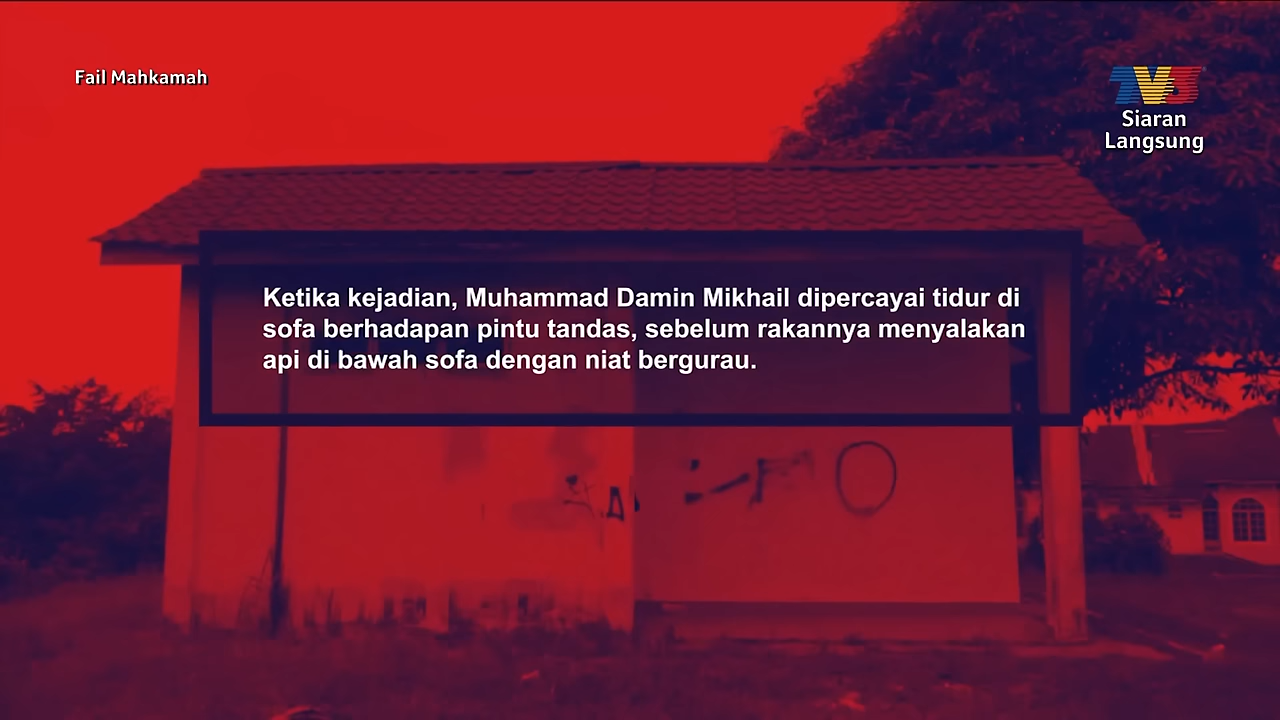 Fail Mahkamah
TV3
Siaran
Langsung
Ketika kejadian, Muhammad Damin Mikhail dipercayai tidur di
sofa berhadapan pintu tandas, sebelum rakannya menyalakan
api di bawah sofa dengan niat bergurau.